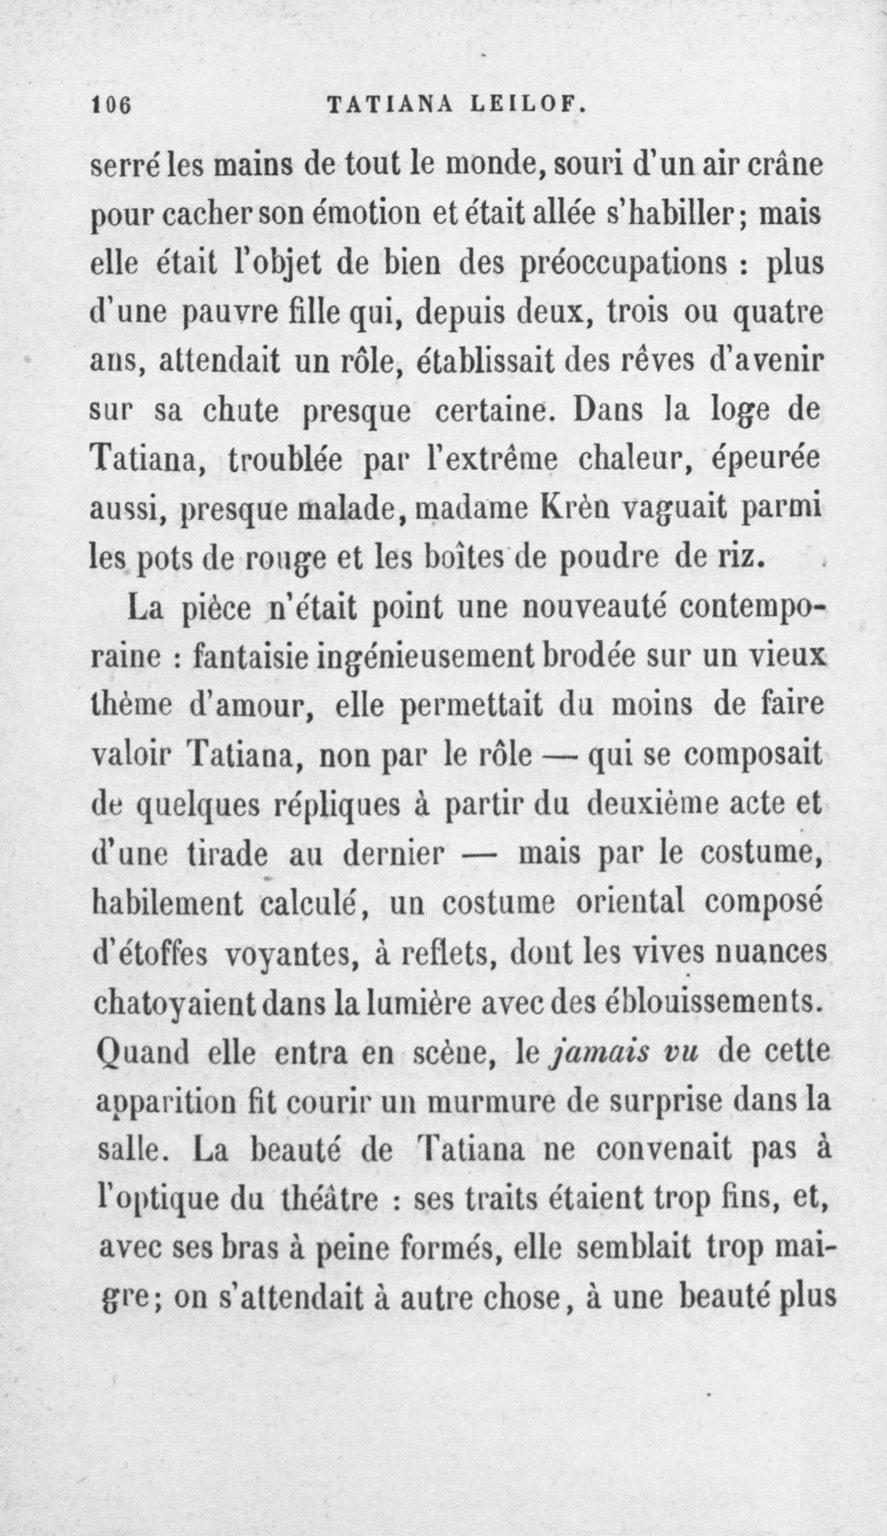 106 TATIANA LEILOF.
serré les mains de tout le monde, souri d'un air crâne
pour cacher son émotion et était allée s'habiller; mais
elle était l'objet de bien des préoccupations : plus
d'une pauvre fille qui, depuis deux, trois ou quatre
ans, attendait un rôle, établissait des rêves d'avenir
sur sa chute presque certaine. Dans la loge de
Tatiana, troublée par l'extrême chaleur, épeurée
aussi, presque malade, madame Krèn vaguait parmi
les pots de rouge et les boîtes de poudre de riz.
La pièce n'était point une nouveauté contempo-
raine : fantaisie ingénieusement brodée sur un vieux
thème d'amour, elle permettait du moins de faire
valoir Tatiana, non par le rôle — qui se composait
de quelques répliques à partir du deuxième acte et
d'une tirade au dernier — mais par le costume,
habilement calculé, un costume oriental composé
d'étoffes voyantes, à reflets, dont les vives nuances
chatoyaient dans la lumière avec des éblouissements.
Quand elle entra en scène, le jamais vu de cette
apparition fit courir un murmure de surprise dans la
salle. La beauté de Tatiana ne convenait pas à
l'optique du théâtre : ses traits étaient trop fins, et,
avec ses bras à peine formés, elle semblait trop mai-
gre; on s'attendait à autre chose, à une beauté plus